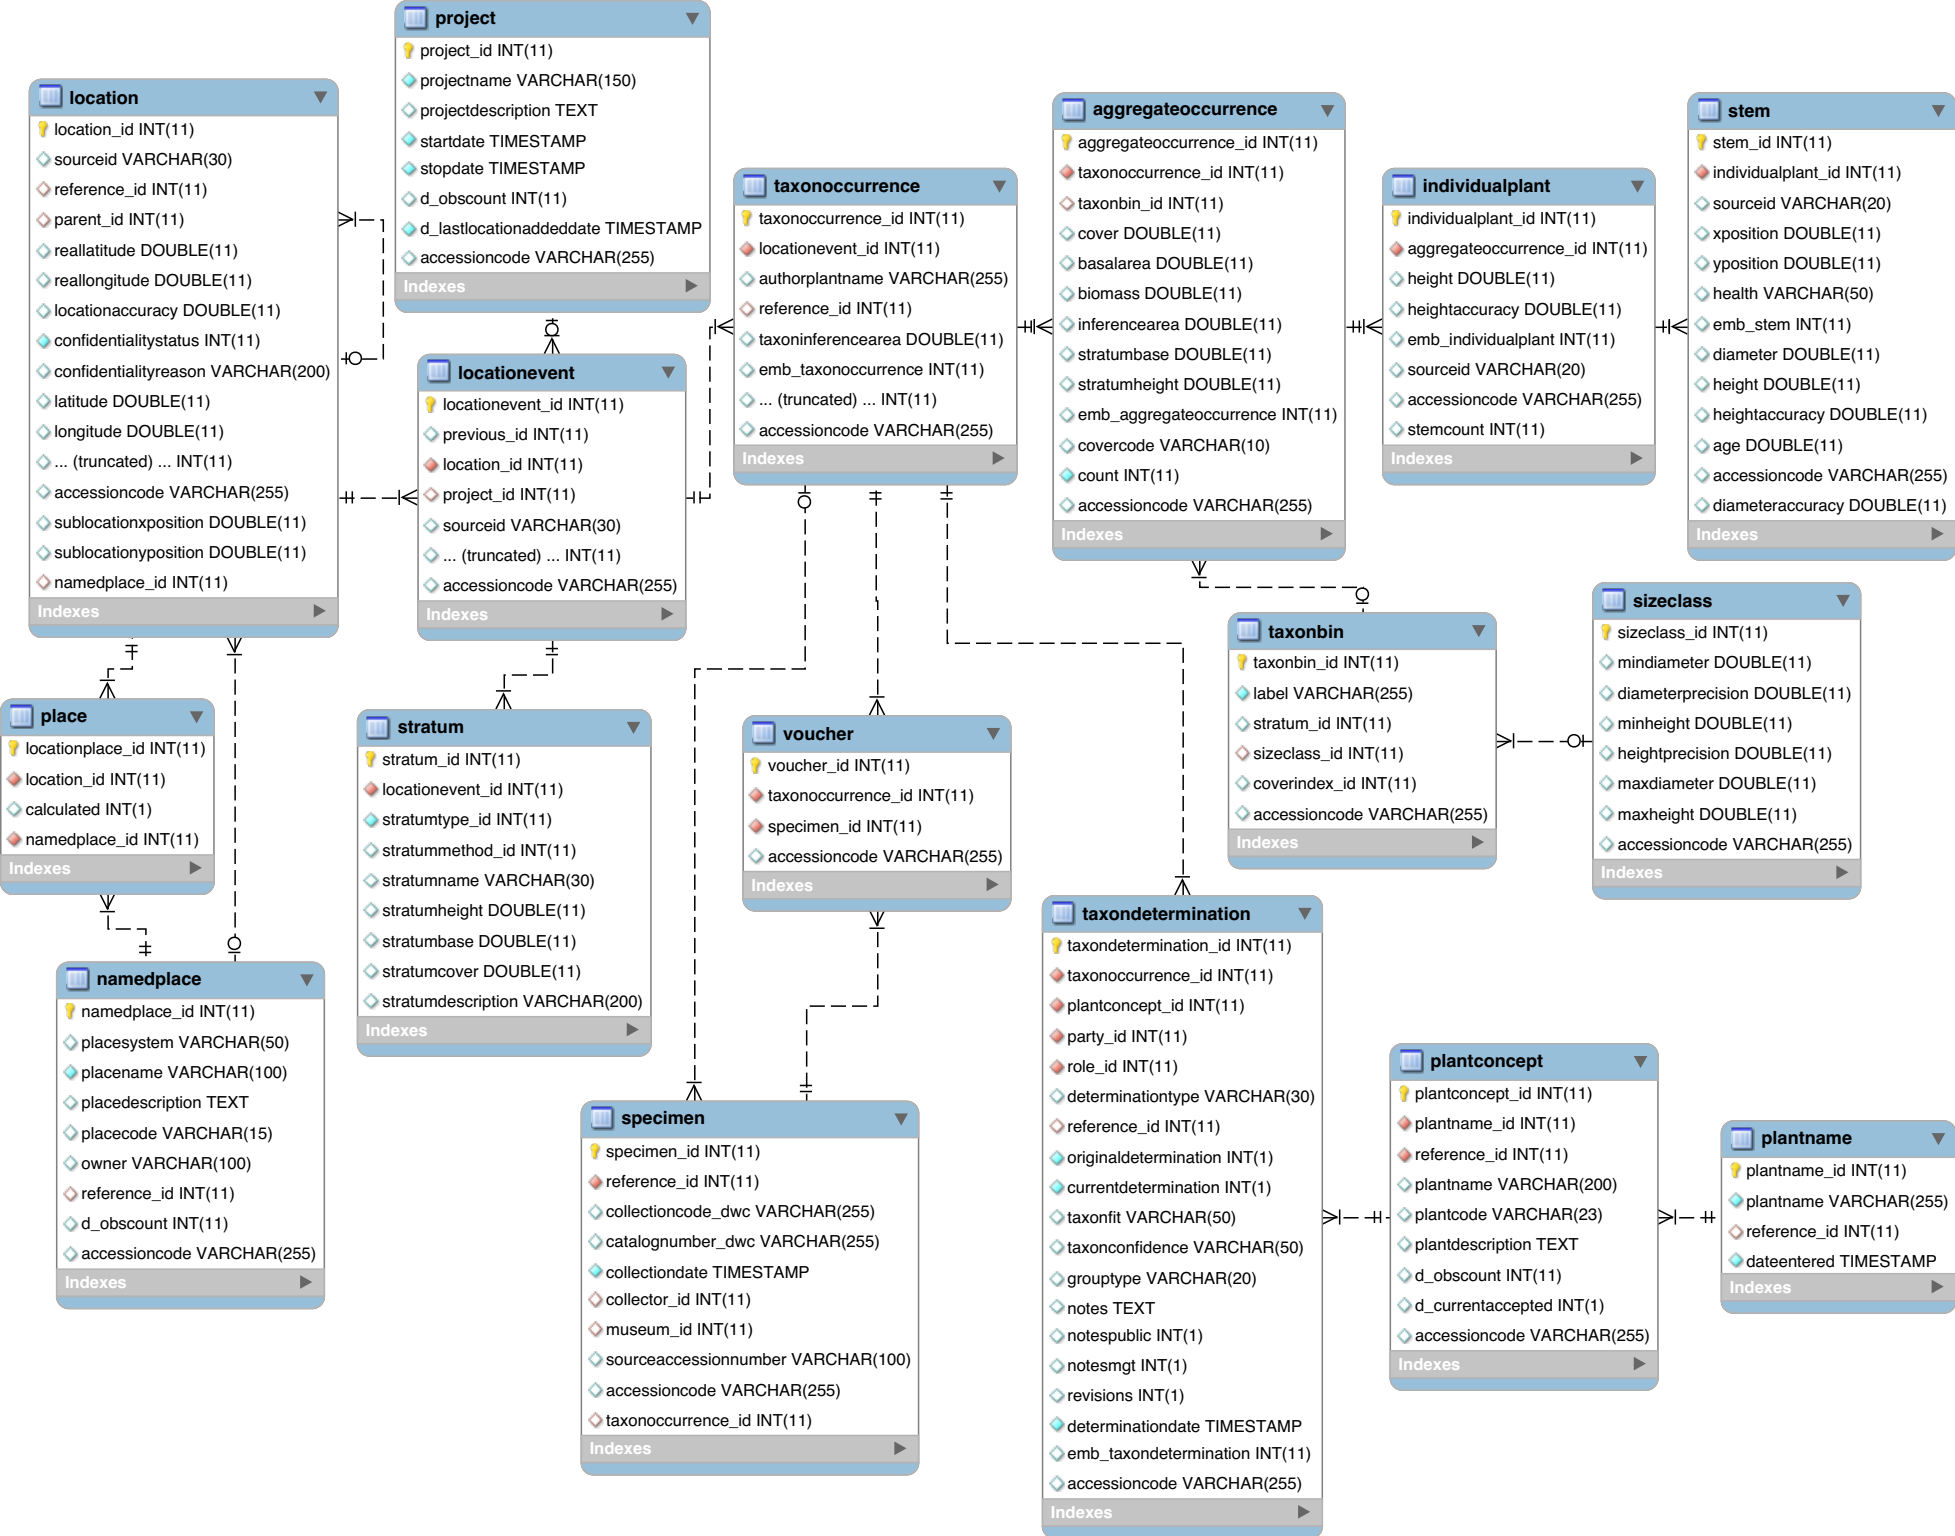 project
project_id INT(11)
projectname VARCHAR(150)
projectdescription TEXT
startdate TIMESTAMP
stopdate TIMESTAMP
d_obscount INT(11)
d_lastlocationaddeddate TIMESTAMP
accessioncode VARCHAR(255)
Indexes
location
location_id INT(11)
sourceid VARCHAR(30)
reference_id INT(11)
parent_id INT(11)
reallatitude DOUBLE(11)
reallongitude DOUBLE(11)
locationaccuracy DOUBLE(11)
confidentialitystatus INT(11)
confidentialityreason VARCHAR(200)
latitude DOUBLE(11)
longitude DOUBLE(11)
... (truncated) ... INT(11)
accessioncode VARCHAR(255)
sublocationxposition DOUBLE(11)
sublocationyposition DOUBLE(11)
namedplace_id INT(11)
Indexes
locationevent
locationevent_id INT(11)
previous_id INT(11)
location_id INT(11)
project_id INT(11)
sourceid VARCHAR(30)
... (truncated) ... INT(11)
accessioncode VARCHAR(255)
Indexes
taxonoccurrence
taxonoccurrence_id INT(11)
locationevent_id INT(11)
authorplantname VARCHAR(255)
reference_id INT(11)
taxoninferencearea DOUBLE(11)
emb_taxonoccurrence INT(11)
... (truncated) ... INT(11)
accessioncode VARCHAR(255)
Indexes
aggregateoccurrence
aggregateoccurrence_id INT(11)
taxonoccurrence_id INT(11)
taxonbin_id INT(11)
cover DOUBLE(11)
basalarea DOUBLE(11)
biomass DOUBLE(11)
inferencearea DOUBLE(11)
stratumbase DOUBLE(11)
stratumheight DOUBLE(11)
emb_aggregateoccurrence INT(11)
covercode VARCHAR(10)
count INT(11)
accessioncode VARCHAR(255)
Indexes
individualplant
individualplant_id INT(11)
aggregateoccurrence_id INT(11)
height DOUBLE(11)
heightaccuracy DOUBLE(11)
emb_individualplant INT(11)
sourceid VARCHAR(20)
accessioncode VARCHAR(255)
stemcount INT(11)
Indexes
stem
stem_id INT(11)
individualplant_id INT(11)
sourceid VARCHAR(20)
xposition DOUBLE(11)
yposition DOUBLE(11)
health VARCHAR(50)
emb_stem INT(11)
diameter DOUBLE(11)
height DOUBLE(11)
heightaccuracy DOUBLE(11)
age DOUBLE(11)
accessioncode VARCHAR(255)
diameteraccuracy DOUBLE(11)
Indexes
place
locationplace_id INT(11)
location_id INT(11)
calculated INT(1)
namedplace_id INT(11)
Indexes
stratum
stratum_id INT(11)
locationevent_id INT(11)
stratumtype_id INT(11)
stratummethod_id INT(11)
stratumname VARCHAR(30)
stratumheight DOUBLE(11)
stratumbase DOUBLE(11)
stratumcover DOUBLE(11)
stratumdescription VARCHAR(200)
Indexes
voucher
voucher_id INT(11)
taxonoccurrence_id INT(11)
specimen_id INT(11)
accessioncode VARCHAR(255)
Indexes
taxonbin
taxonbin_id INT(11)
label VARCHAR(255)
stratum_id INT(11)
sizeclass_id INT(11)
coverindex_id INT(11)
accessioncode VARCHAR(255)
Indexes
sizeclass
sizeclass_id INT(11)
mindiameter DOUBLE(11)
diameterprecision DOUBLE(11)
minheight DOUBLE(11)
heightprecision DOUBLE(11)
maxdiameter DOUBLE(11)
maxheight DOUBLE(11)
accessioncode VARCHAR(255)
Indexes
namedplace
namedplace_id INT(11)
placesystem VARCHAR(50)
placename VARCHAR(100)
placedescription TEXT
placecode VARCHAR(15)
owner VARCHAR(100)
reference_id INT(11)
d_obscount INT(11)
accessioncode VARCHAR(255)
Indexes
specimen
specimen_id INT(11)
reference_id INT(11)
collectioncode_dwc VARCHAR(255)
catalognumber_dwc VARCHAR(255)
collectiondate TIMESTAMP
collector_id INT(11)
museum_id INT(11)
sourceaccessionnumber VARCHAR(100)
accessioncode VARCHAR(255)
taxonoccurrence_id INT(11)
Indexes
taxondetermination
taxondetermination_id INT(11)
taxonoccurrence_id INT(11)
plantconcept_id INT(11)
party_id INT(11)
role_id INT(11)
determinationtype VARCHAR(30)
reference_id INT(11)
originaldetermination INT(1)
currentdetermination INT(1)
taxonfit VARCHAR(50)
taxonconfidence VARCHAR(50)
grouptype VARCHAR(20)
notes TEXT
notespublic INT(1)
notesmgt INT(1)
revisions INT(1)
determinationdate TIMESTAMP
emb_taxondetermination INT(11)
accessioncode VARCHAR(255)
Indexes
plantconcept
plantconcept_id INT(11)
plantname_id INT(11)
reference_id INT(11)
plantname VARCHAR(200)
plantcode VARCHAR(23)
plantdescription TEXT
d_obscount INT(11)
d_currentaccepted INT(1)
accessioncode VARCHAR(255)
Indexes
plantname
plantname_id INT(11)
plantname VARCHAR(255)
reference_id INT(11)
dateentered TIMESTAMP
Indexes